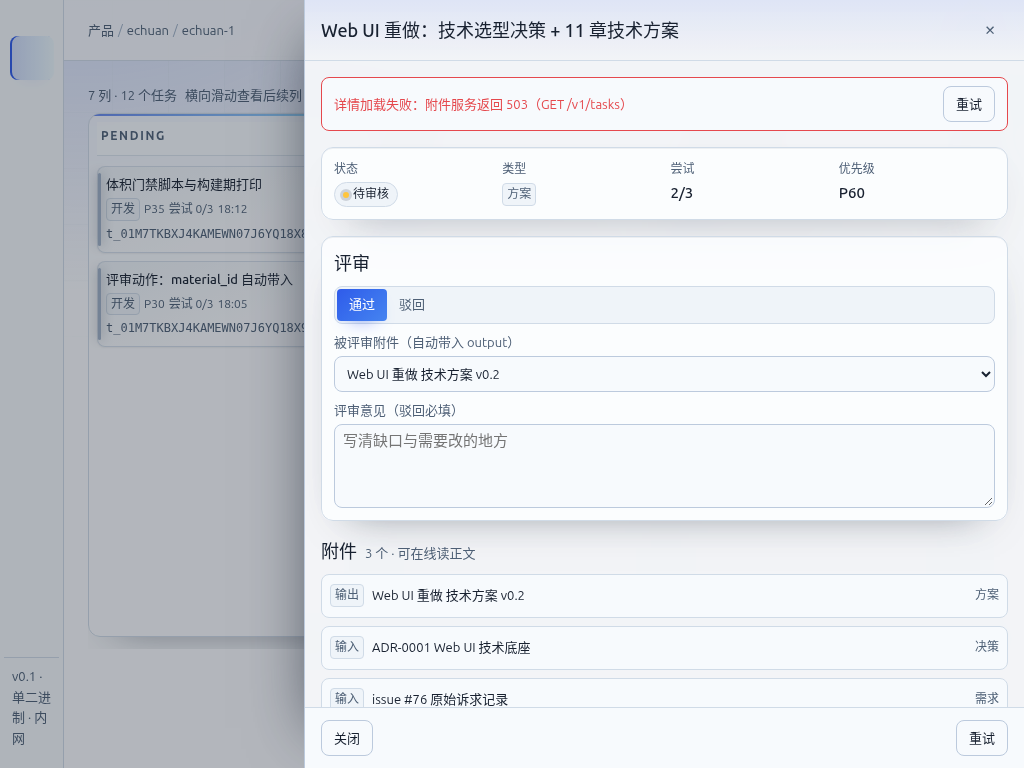 产品 / echuan / echuan-1
7 列 · 12 个任务 横向滑动查看后续列
PENDING
体积门禁脚本与构建期打印
开发 P35 尝试 0/3 18:12
t_01M7TKBXJ4KAMEWN07J6YQ18X
评审动作：material_id 自动带入
开发 P30 尝试 0/3 18:05
t_01M7TKBXJ4KAMEWN07J6YQ18X
v0.1 ·
单二进
制 · 内
网
Web UI 重做：技术选型决策 + 11 章技术方案
×
详情加载失败：附件服务返回 503（GET /v1/tasks）
重试
状态
类型
尝试
优先级
待审核
方案
2/3
P60
评审
通过
驳回
被评审附件（自动带入 output）
Web UI 重做 技术方案 v0.2
评审意见（驳回必填）
写清缺口与需要改的地方
附件 3 个 · 可在线读正文
输出 Web UI 重做 技术方案 v0.2 方案
输入 ADR-0001 Web UI 技术底座 决策
输入 issue #76 原始诉求记录 需求
关闭
重试